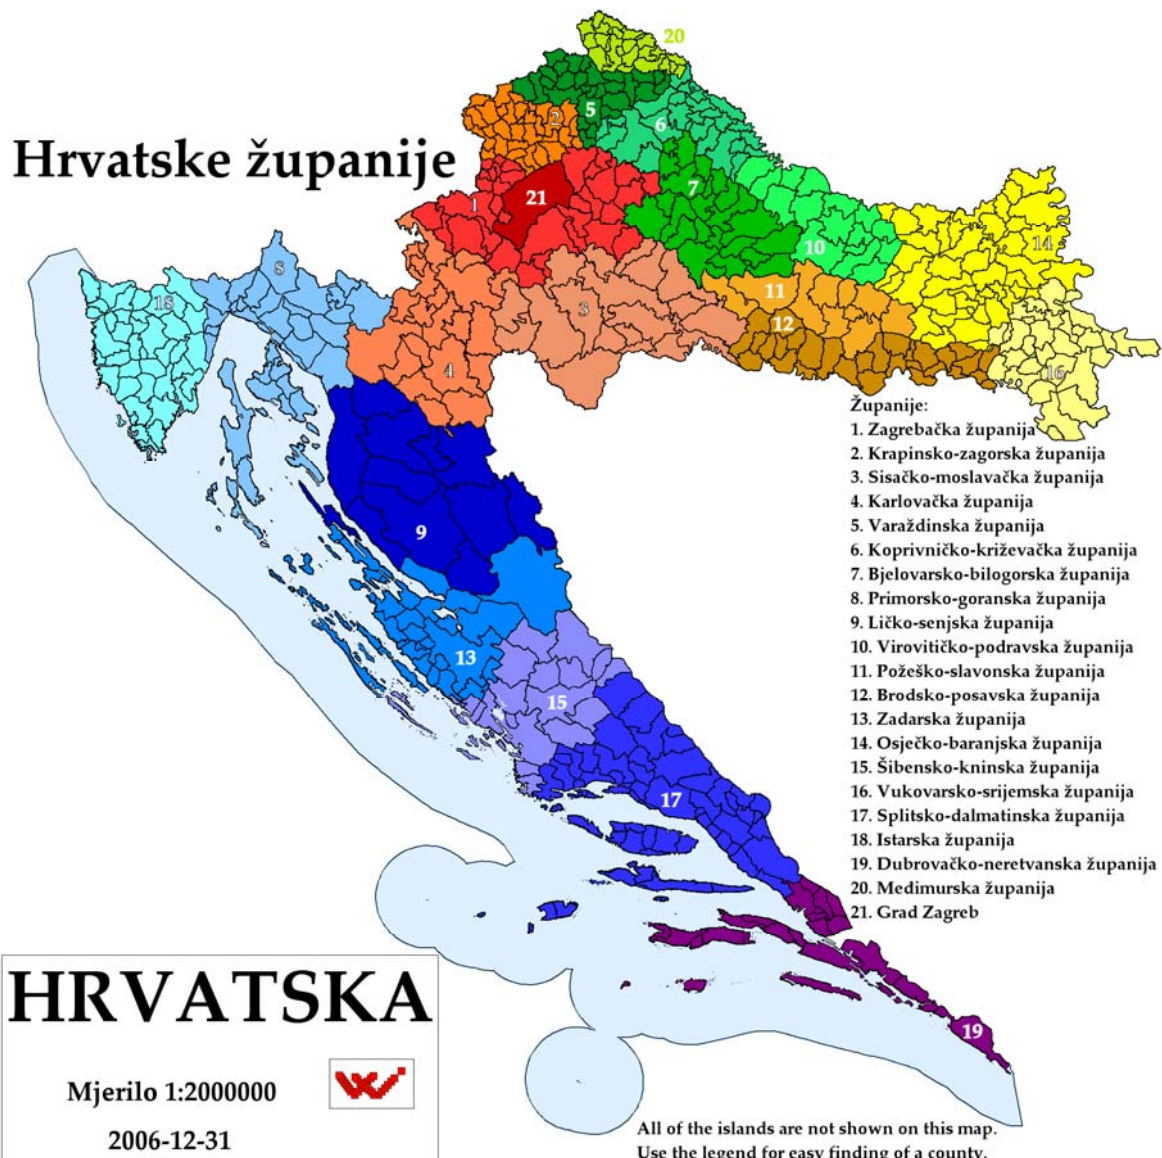 20
5
2
6
Hrvatske županije
7
21
1
14
10
8
18
11
3
12
16
4
Županije:
1. Zagrebačka županija
2. Krapinsko-zagorska županija
3. Sisačko-moslavačka županija
4. Karlovačka županija
5. Varaždinska županija
6. Koprivničko-križevačka županija
7. Bjelovarsko-bilogorska županija
8. Primorsko-goranska županija
9. Ličko-senjska županija
10. Virovitičko-podravska županija
11. Požeško-slavonska županija
12. Brodsko-posavska županija
13. Zadarska županija
14. Osječko-baranjska županija
15. Šibensko-kninska županija
16. Vukovarsko-srijemska županija
17. Splitsko-dalmatinska županija
18. Istarska županija
19. Dubrovačko-neretvanska županija
20. Međimurska županija
21. Grad Zagreb
9
13
15
17
19
HRVATSKA
Mjerilo 1:2000000
2006-12-31
All of the islands are not shown on this map.
Use the legend for easy finding of a county.